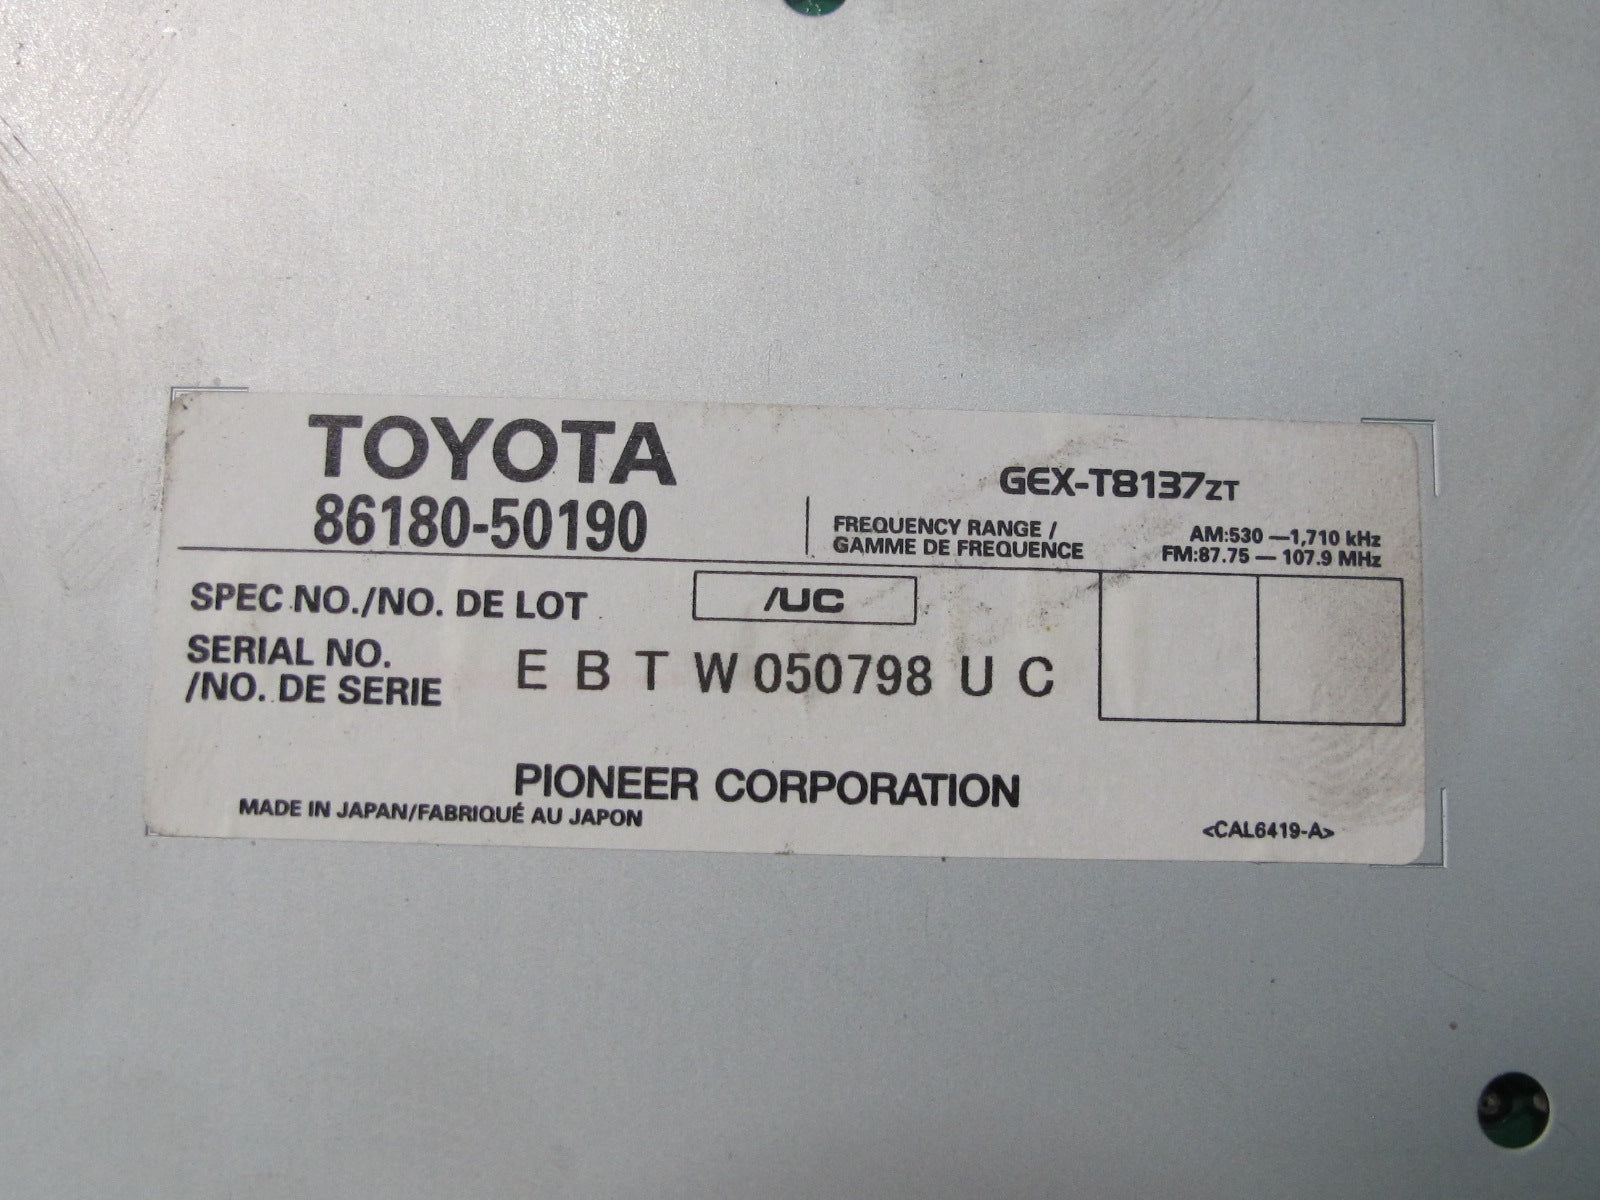 TOYOTA
86180-50190
GEX-T8137ZT
FREQUENCY RANGE /
GAMME DE FREQUENCE
AM:530 —1,710 kHz
FM:87.75 — 107.9 MHz
SPEC NO./NO. DE LOT
/UC
SERIAL NO.
/NO. DE SERIE
E B T W 050798 U C
PIONEER CORPORATION
MADE IN JAPAN/FABRIQUÉ AU JAPON
<CAL6419-A>